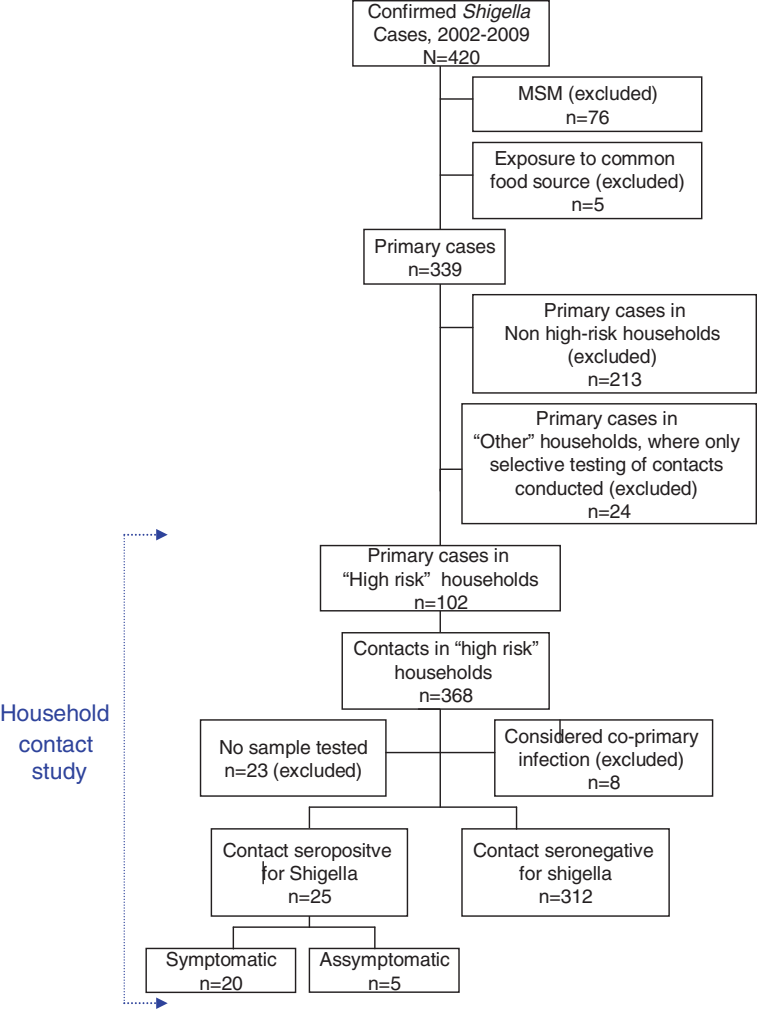 Confirmed Shigella
Cases, 2002-2009
N=420
MSM (excluded)
n=76
Exposure to common
food source (excluded)
n=5
Primary cases
n=339
Primary cases in
Non high-risk households
(excluded)
n=213
Primary cases in
“Other” households, where only
selective testing of contacts
conducted (excluded)
n=24
Primary cases in
“High risk” households
n=102
Contacts in “high risk”
households
n=368
Household
contact
study
No sample tested
n=23 (excluded)
Considered co-primary
infection (excluded)
n=8
Contact seropositve
for Shigella
n=25
Contact seronegative
for shigella
n=312
Symptomatic
n=20
Assymptomatic
n=5